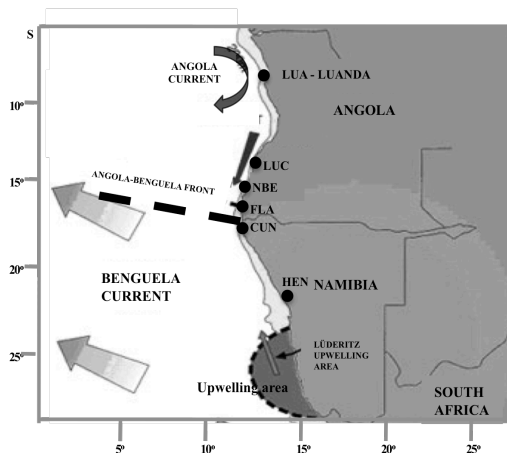 S
ANGOLA
CURRENT
LUA - LUANDA
10º
ANGOLA
LUC
ANGOLA-BENGUELA FRONT
15º
NBE
FLA
CUN
20º
BENGUELA
CURRENT
HEN
NAMIBIA
LÜDERITZ
UPWELLING
AREA
25º
Upwelling area
SOUTH
AFRICA
5º
10º
15º
20º
25º